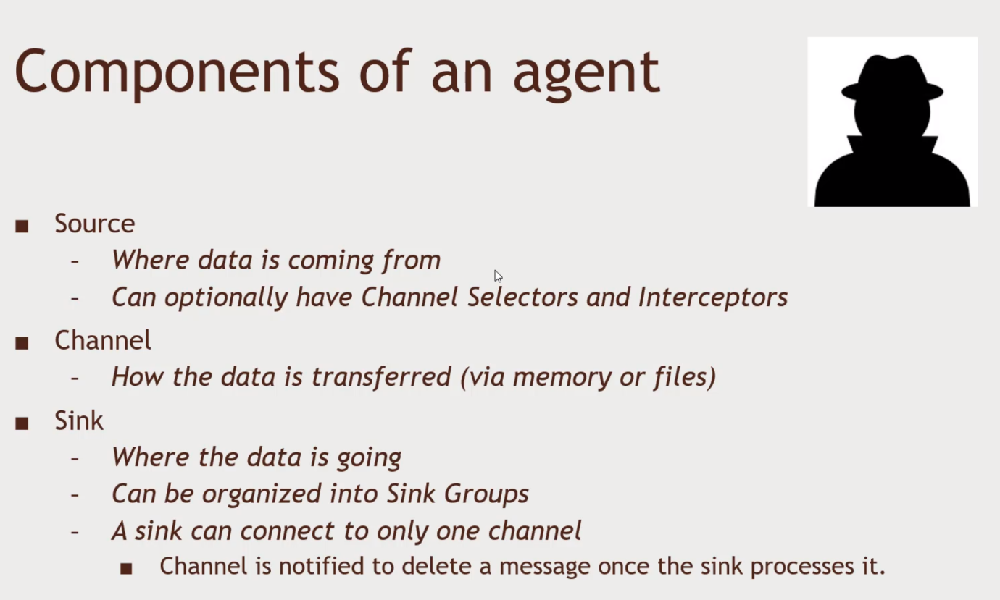 Components of an agent
■ Source
- Where data is coming from
- Can optionally have Channel Selectors and Interceptors
■ Channel
- How the data is transferred (via memory or files)
■ Sink
- Where the data is going
- Can be organized into Sink Groups
- A sink can connect to only one channel
■ Channel is notified to delete a message once the sink processes it.